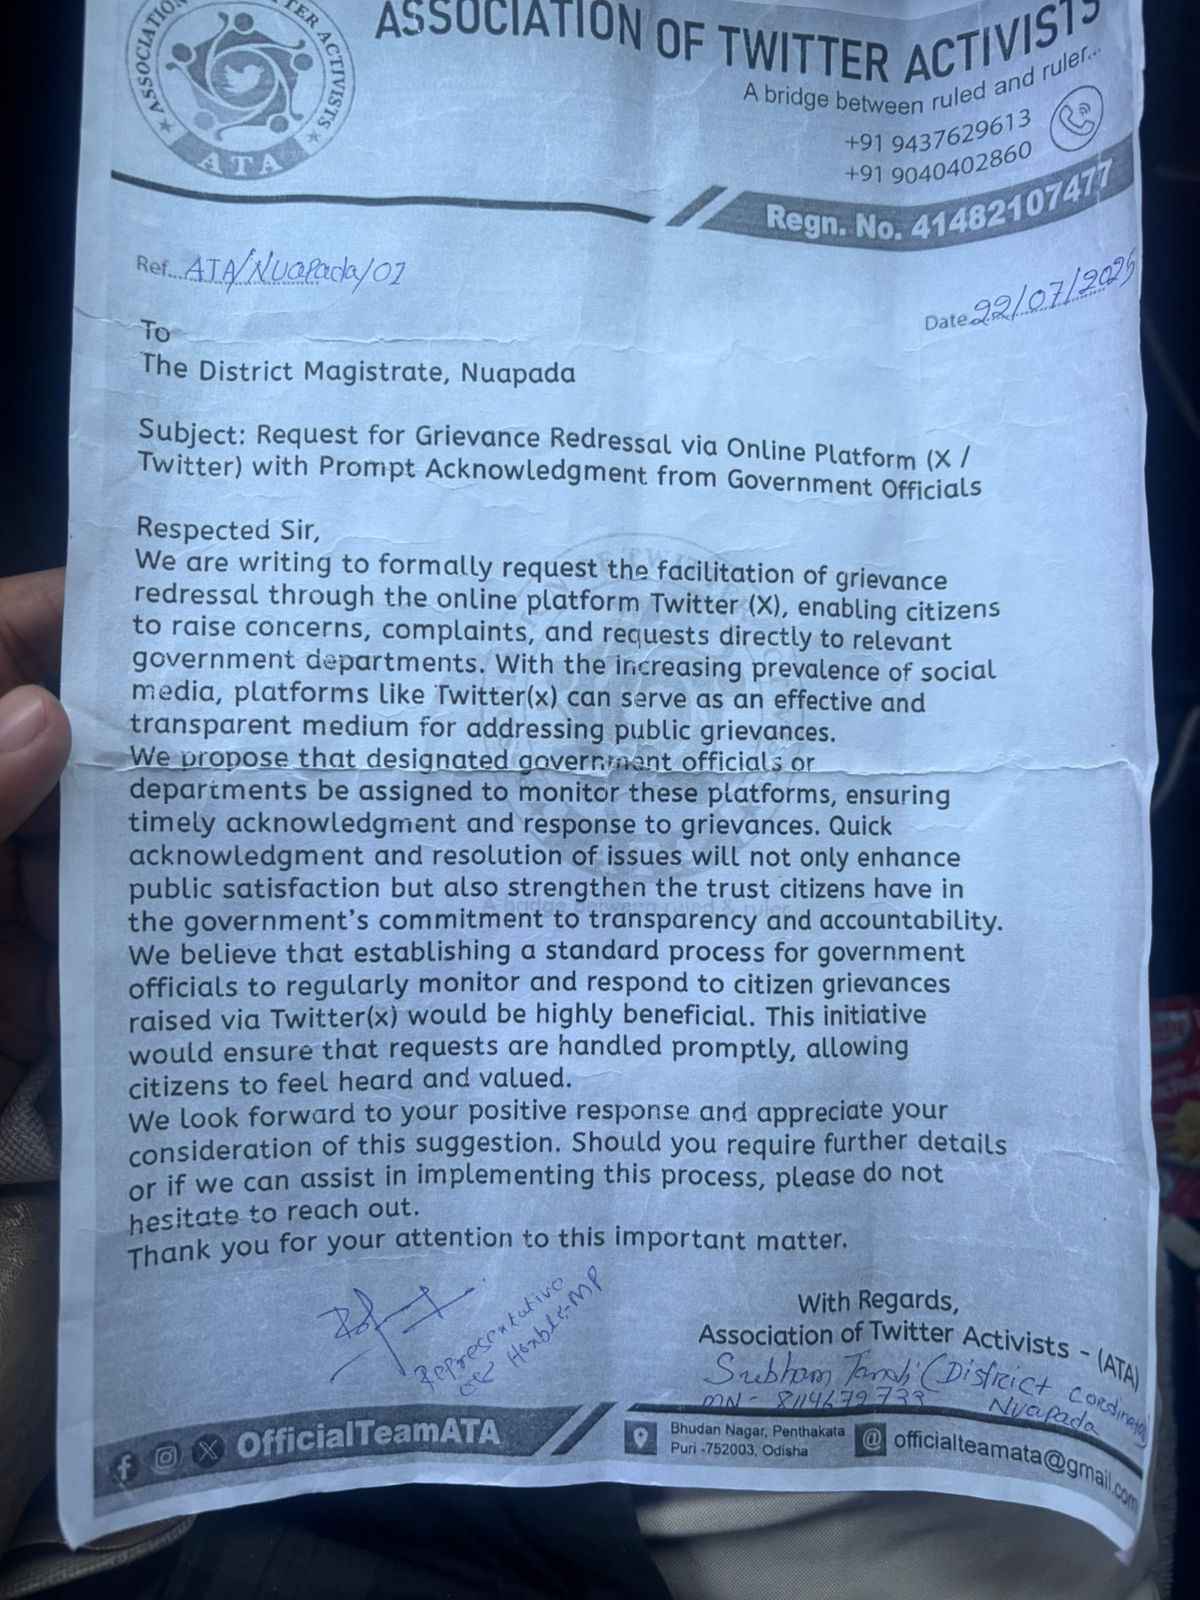 ASSOCIATION OF TWITTER ACTIVISTS
ATA
ASSOCIATION OF TWITTER ACTIVISTS
A bridge between ruled and ruler...
+91 9437629613
+91 9040402860
Regn. No. 41482107477
Ref... ATA/Nuapada/01
Date 22/07/2025
To
The District Magistrate, Nuapada
Subject: Request for Grievance Redressal via Online Platform (X /
Twitter) with Prompt Acknowledgment from Government Officials
Respected Sir,
We are writing to formally request the facilitation of grievance
redressal through the online platform Twitter (X), enabling citizens
to raise concerns, complaints, and requests directly to relevant
government departments. With the increasing prevalence of social
media, platforms like Twitter(x) can serve as an effective and
transparent medium for addressing public grievances.
We propose that designated government officials or
departments be assigned to monitor these platforms, ensuring
timely acknowledgment and response to grievances. Quick
acknowledgment and resolution of issues will not only enhance
public satisfaction but also strengthen the trust citizens have in
the government's commitment to transparency and accountability.
We believe that establishing a standard process for government
officials to regularly monitor and respond to citizen grievances
raised via Twitter(x) would be highly beneficial. This initiative
would ensure that requests are handled promptly, allowing
citizens to feel heard and valued.
We look forward to your positive response and appreciate your
consideration of this suggestion. Should you require further details
or if we can assist in implementing this process, please do not
hesitate to reach out.
Thank you for your attention to this important matter.
Representative
Honble-MP
With Regards,
Association of Twitter Activists - (ATA)
Subham (District Cordinator)
Nuapada
MN - 8114679733
OfficialTeamATA
Bhudan Nagar, Penthakata
Puri -752003, Odisha
officialteamata@gmail.com